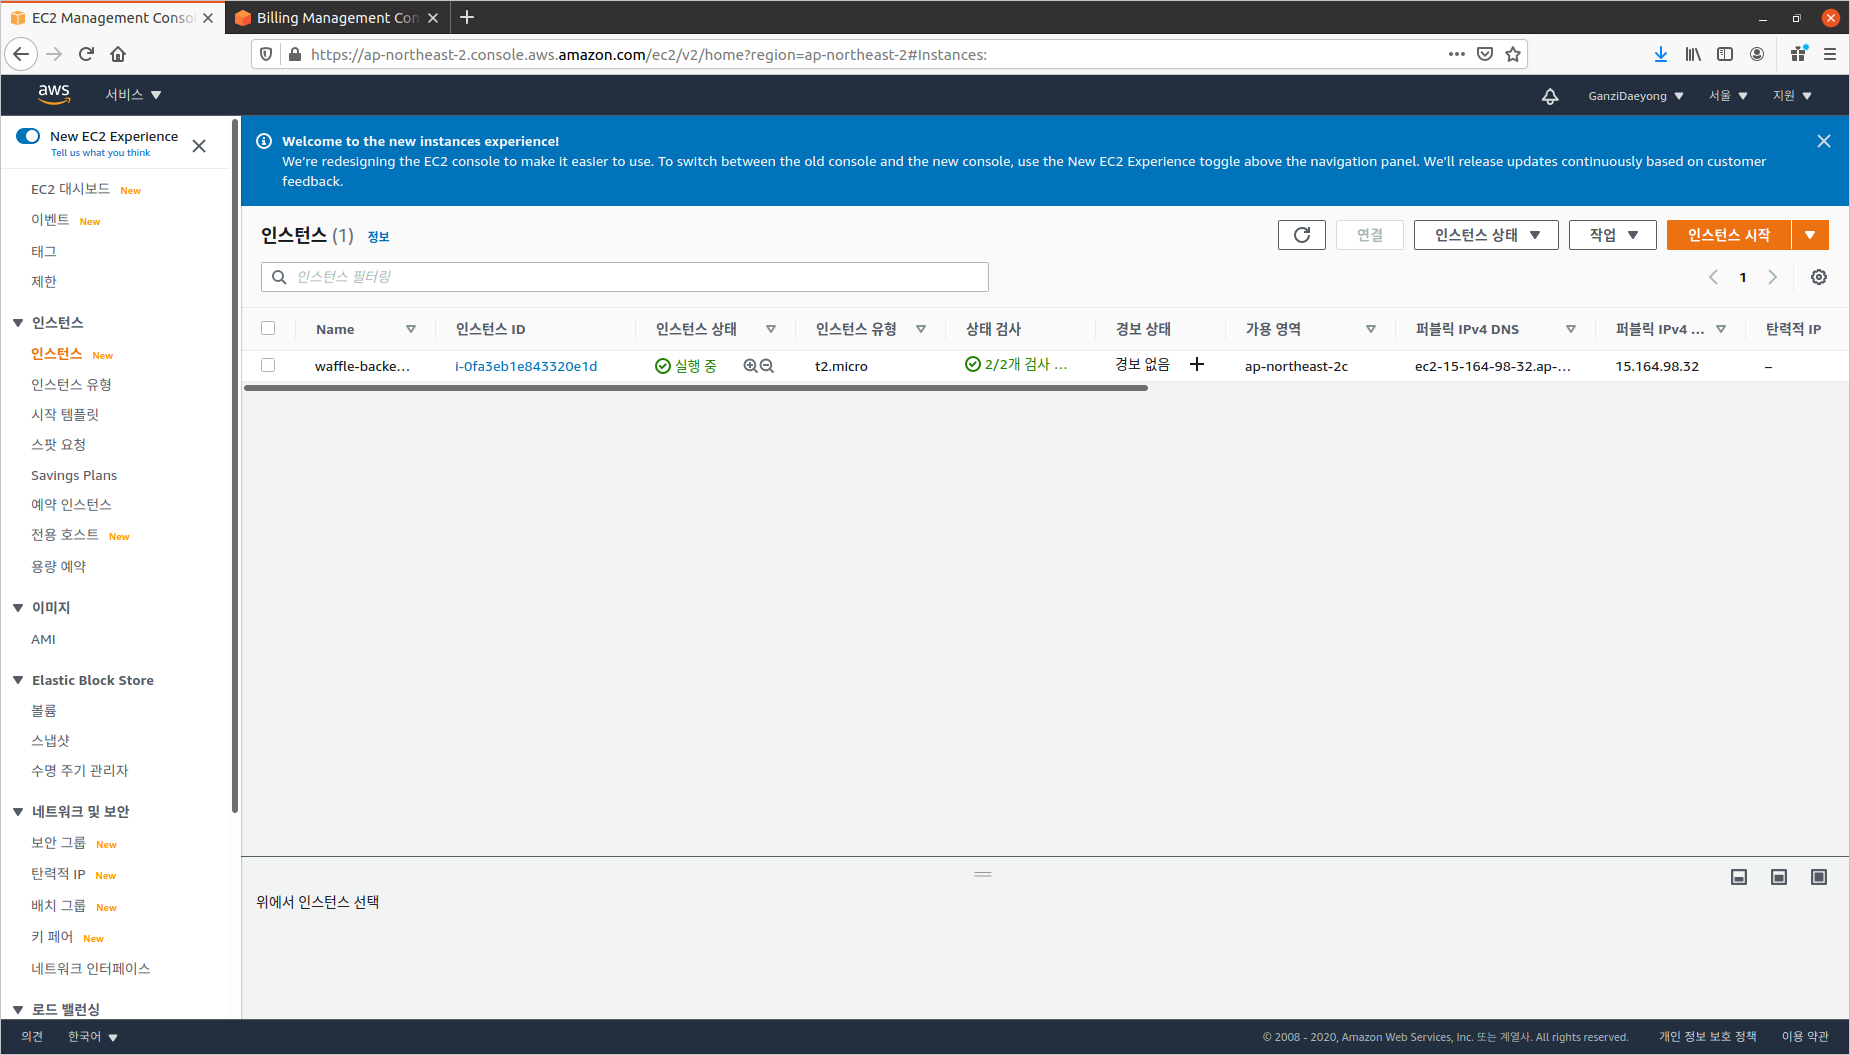 EC2 Management Conso
Billing Management Con
https://ap-northeast-2.console.aws.amazon.com/ec2/v2/home?region=ap-northeast-2#Instances:
aws
서비스
GanziDaeyong
서울
지원
New EC2 Experience
Tell us what you think
EC2 대시보드 New
이벤트 New
태그
제한
인스턴스
인스턴스 New
인스턴스 유형
시작 템플릿
스팟 요청
Savings Plans
예약 인스턴스
전용 호스트 New
용량 예약
이미지
AMI
Elastic Block Store
볼륨
스냅샷
수명 주기 관리자
네트워크 및 보안
보안 그룹 New
탄력적 IP New
배치 그룹 New
키 페어 New
네트워크 인터페이스
로드 밸런싱
Welcome to the new instances experience!
We're redesigning the EC2 console to make it easier to use. To switch between the old console and the new console, use the New EC2 Experience toggle above the navigation panel. We'll release updates continuously based on customer
feedback.
인스턴스 (1) 정보
연결
인스턴스 상태
작업
인스턴스 시작
인스턴스 필터링
1
Name 인스턴스 ID 인스턴스 상태 인스턴스 유형 상태 검사 경보 상태 가용 영역 퍼블릭 IPv4 DNS 퍼블릭 IPv4 ... 탄력적 IP
waffle-backe... i-0fa3eb1e843320e1d 실행 중 t2.micro 2/2개 검사 ... 경보 없음 + ap-northeast-2c ec2-15-164-98-32.ap-... 15.164.98.32 –
위에서 인스턴스 선택
의견
한국어
© 2008 - 2020, Amazon Web Services, Inc. 또는 계열사. All rights reserved.
개인 정보 보호 정책
이용 약관